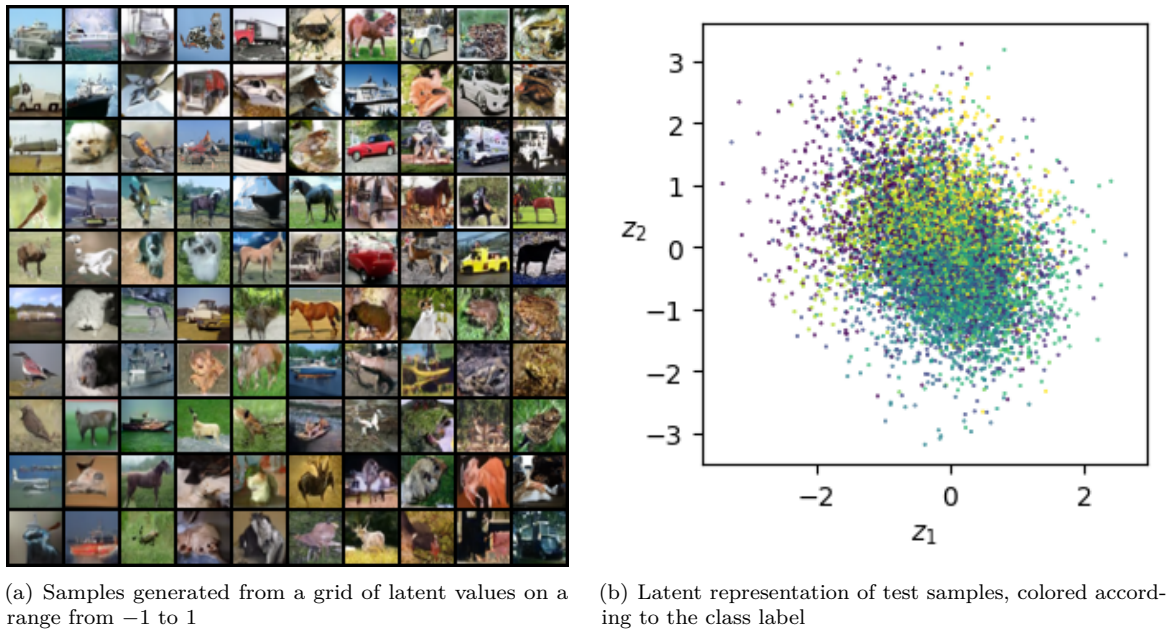 3
2
1
0
−1
−2
−3
z2
−2 0 2
z1
(a) Samples generated from a grid of latent values on a
range from −1 to 1
(b) Latent representation of test samples, colored accord-
ing to the class label